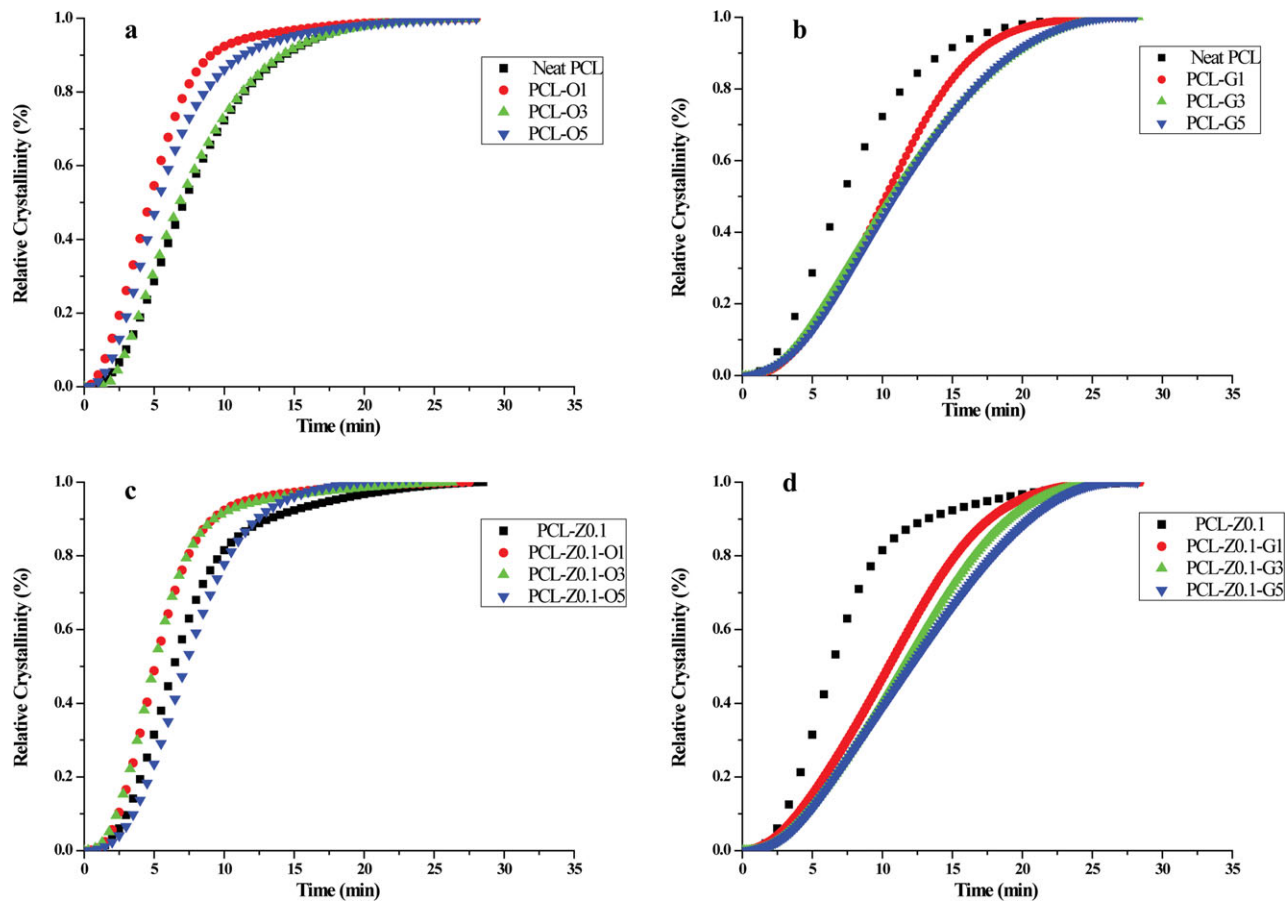 a
1.0
0.8
0.6
0.4
0.2
0.0
Relative Crystallinity (%)
0 5 10 15 20 25 30 35
Time (min)
Neat PCL
PCL-O1
PCL-O3
PCL-O5
b
1.0
0.8
0.6
0.4
0.2
0.0
Relative Crystallinity (%)
0 5 10 15 20 25 30 35
Time (min)
Neat PCL
PCL-G1
PCL-G3
PCL-G5
c
1.0
0.8
0.6
0.4
0.2
0.0
Relative Crystallinity (%)
0 5 10 15 20 25 30 35
Time (min)
PCL-Z0.1
PCL-Z0.1-O1
PCL-Z0.1-O3
PCL-Z0.1-O5
d
1.0
0.8
0.6
0.4
0.2
0.0
Relative Crystallinity (%)
0 5 10 15 20 25 30 35
Time (min)
PCL-Z0.1
PCL-Z0.1-G1
PCL-Z0.1-G3
PCL-Z0.1-G5